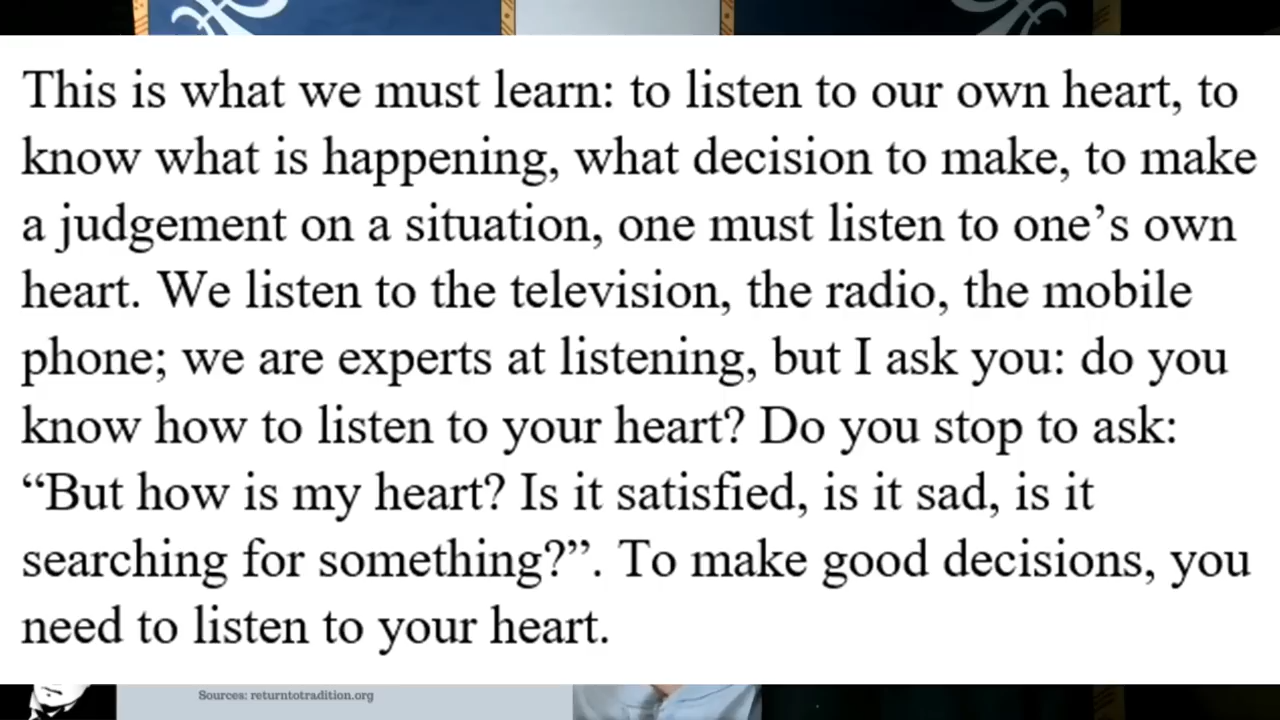 This is what we must learn: to listen to our own heart, to
know what is happening, what decision to make, to make
a judgement on a situation, one must listen to one’s own
heart. We listen to the television, the radio, the mobile
phone; we are experts at listening, but I ask you: do you
know how to listen to your heart? Do you stop to ask:
“But how is my heart? Is it satisfied, is it sad, is it
searching for something?”. To make good decisions, you
need to listen to your heart.
Sources: returntotradition.org